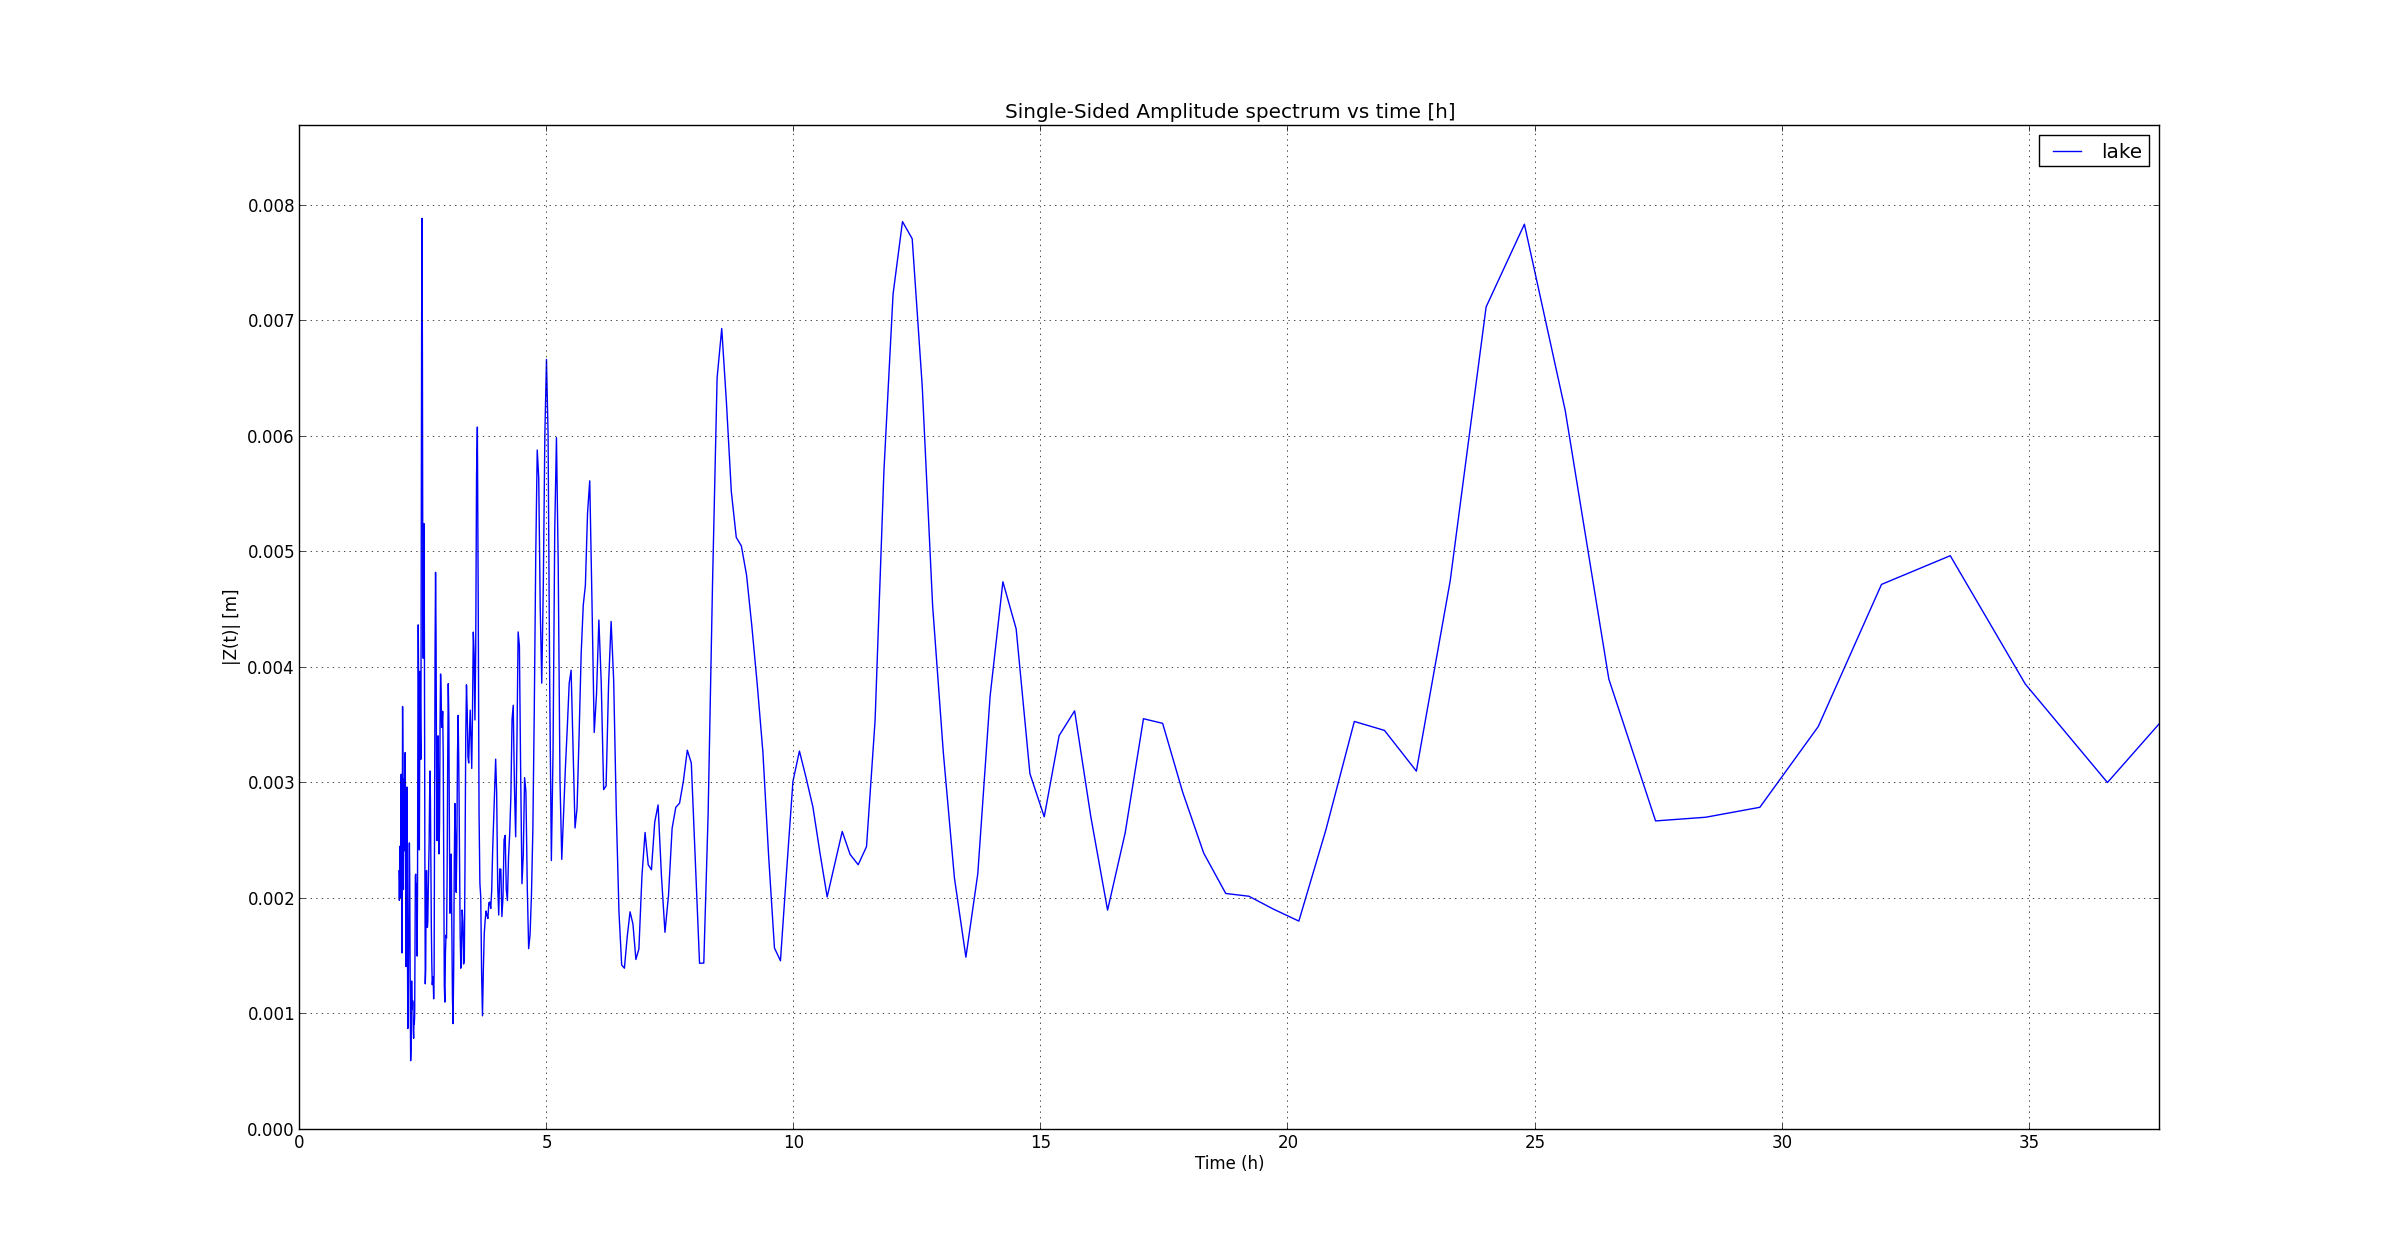 Single-Sided Amplitude spectrum vs time [h]
lake
0.008
0.007
0.006
0.005
0.004
0.003
0.002
0.001
0.000
|Z(t)| [m]
0 5 10 15 20 25 30 35
Time (h)